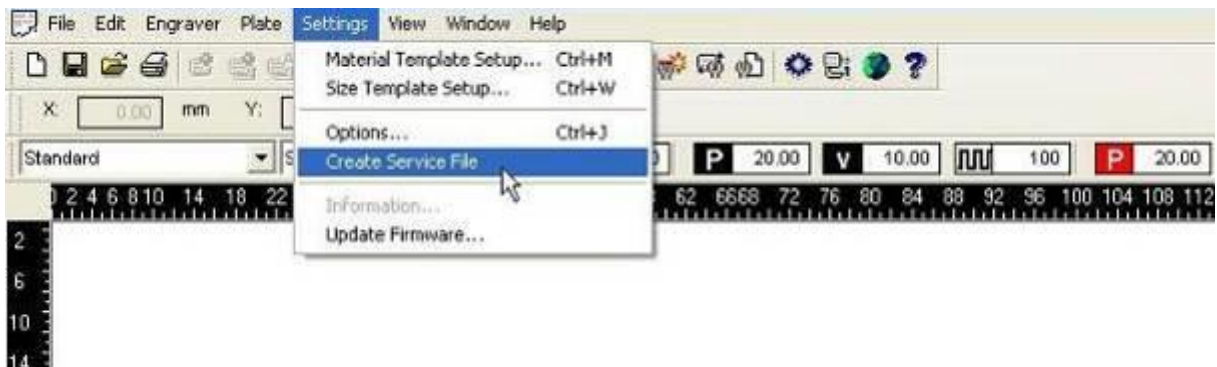 File Edit Engraver Plate Settings View Window Help
Material Template Setup... Ctrl+M
Size Template Setup... Ctrl+W
X: 0.00 mm Y:
Options... Ctrl+J
Standard
Create Service File
P 20.00 V 10.00 100 P 20.00
2 4 6 8 10 14 18 22 62 66 68 72 76 80 84 88 92 96 100 104 108 112
Information...
Update Firmware...
2
6
10
14